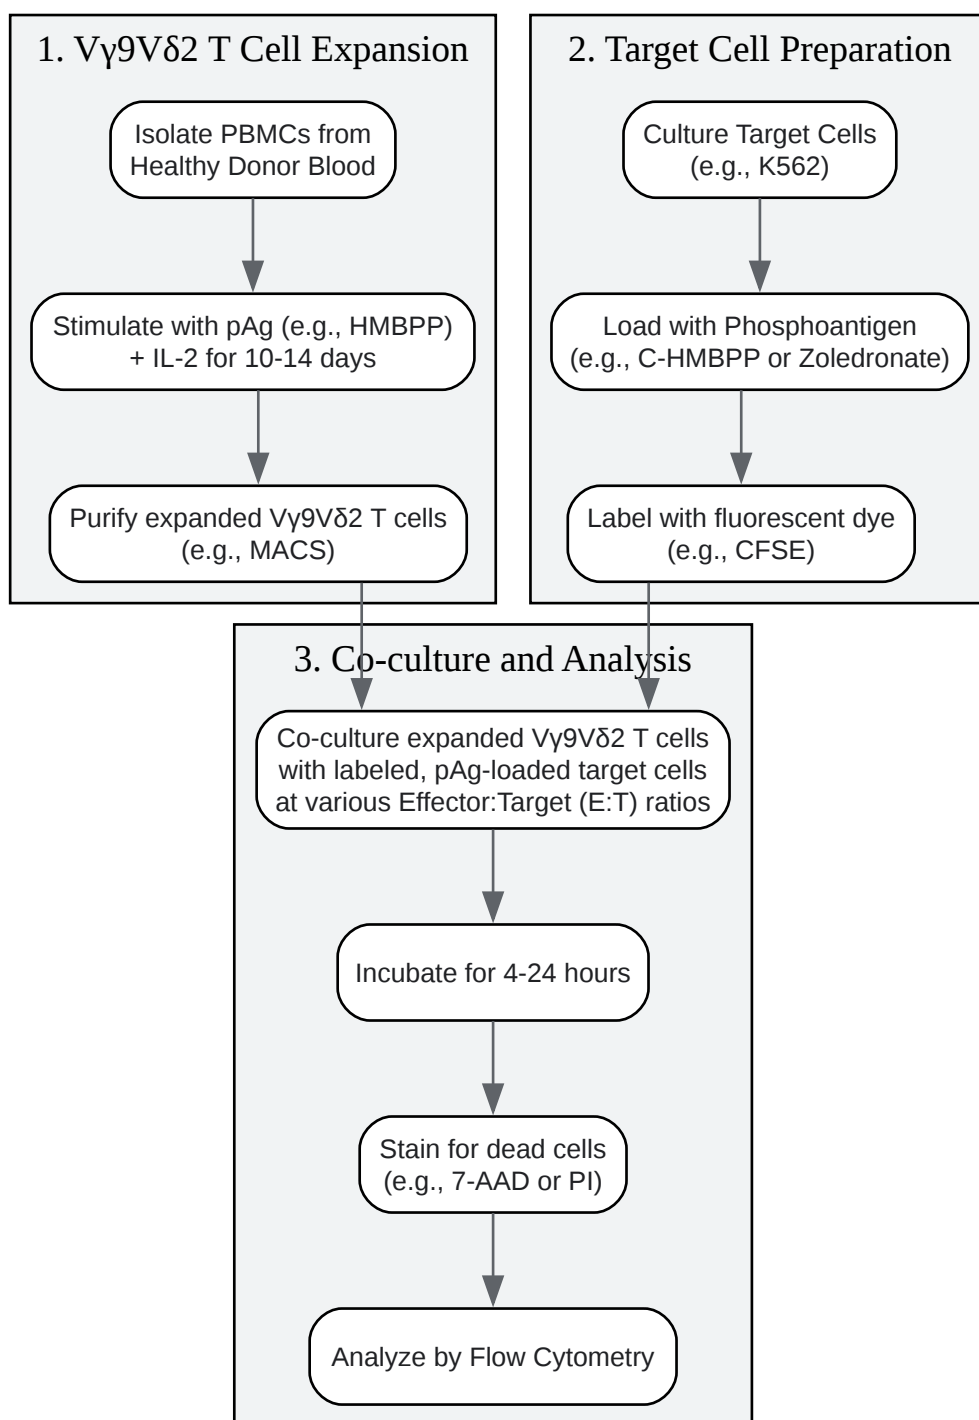 1. Vγ9Vδ2 T Cell Expansion
Isolate PBMCs from
Healthy Donor Blood
Stimulate with pAg (e.g., HMBPP)
+ IL-2 for 10-14 days
Purify expanded Vγ9Vδ2 T cells
(e.g., MACS)
2. Target Cell Preparation
Culture Target Cells
(e.g., K562)
Load with Phosphoantigen
(e.g., C-HMBPP or Zoledronate)
Label with fluorescent dye
(e.g., CFSE)
3. Co-culture and Analysis
Co-culture expanded Vγ9Vδ2 T cells
with labeled, pAg-loaded target cells
at various Effector:Target (E:T) ratios
Incubate for 4-24 hours
Stain for dead cells
(e.g., 7-AAD or PI)
Analyze by Flow Cytometry